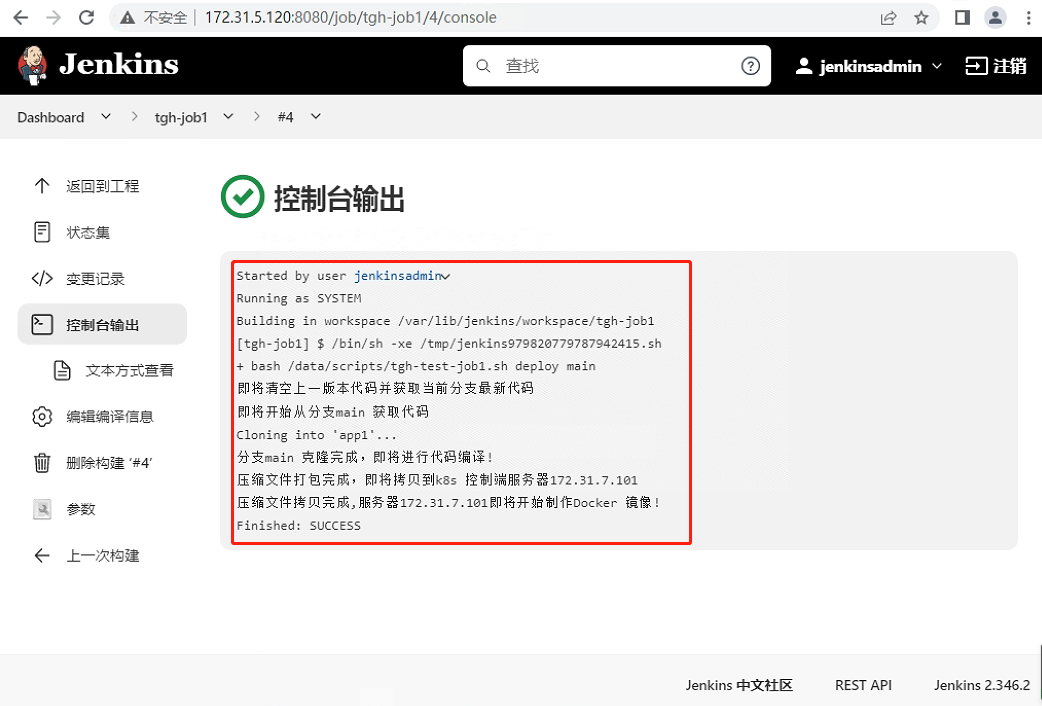 不安全 172.31.5.120:8080/job/tgh-job1/4/console
Jenkins
查找
jenkinsadmin
注销
Dashboard tgh-job1 #4
返回到工程
状态集
变更记录
控制台输出
文本方式查看
编辑编译信息
删除构建 ‘#4’
参数
上一次构建
控制台输出
Started by user jenkinsadmin
Running as SYSTEM
Building in workspace /var/lib/jenkins/workspace/tgh-job1
[tgh-job1] $ /bin/sh -xe /tmp/jenkins979820779787942415.sh
+ bash /data/scripts/tgh-test-job1.sh deploy main
即将清空上一版本代码并获取当前分支最新代码
即将开始从分支main 获取代码
Cloning into 'app1'...
分支main 克隆完成，即将进行代码编译!
压缩文件打包完成，即将拷贝到k8s 控制端服务器172.31.7.101
压缩文件拷贝完成,服务器172.31.7.101即将开始制作Docker 镜像!
Finished: SUCCESS
Jenkins 中文社区
REST API
Jenkins 2.346.2